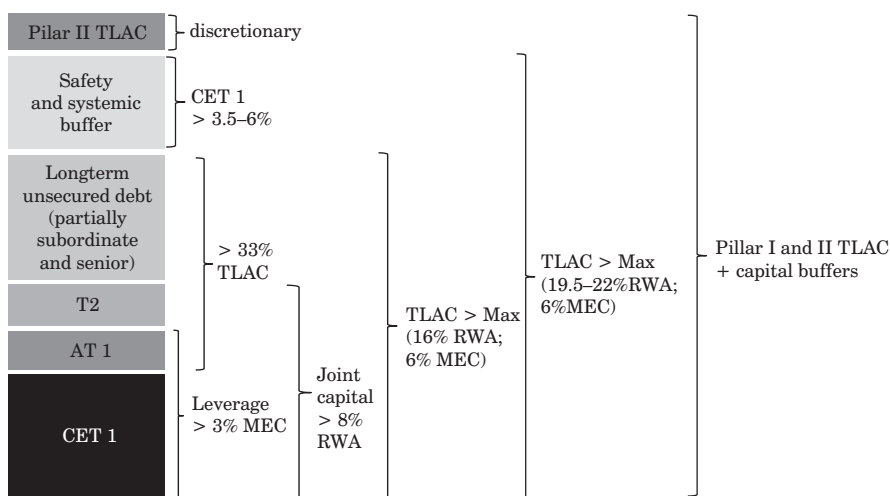 Pilar II TLAC
discretionary
Safety
and systemic
buffer
CET 1
> 3.5–6%
Longterm
unsecured debt
(partially
subordinate
and senior)
> 33%
TLAC
T2
AT 1
CET 1
Leverage
> 3% MEC
Joint
capital
> 8%
RWA
TLAC > Max
(16% RWA;
6% MEC)
TLAC > Max
(19.5–22%RWA;
6%MEC)
Pillar I and II TLAC
+ capital buffers